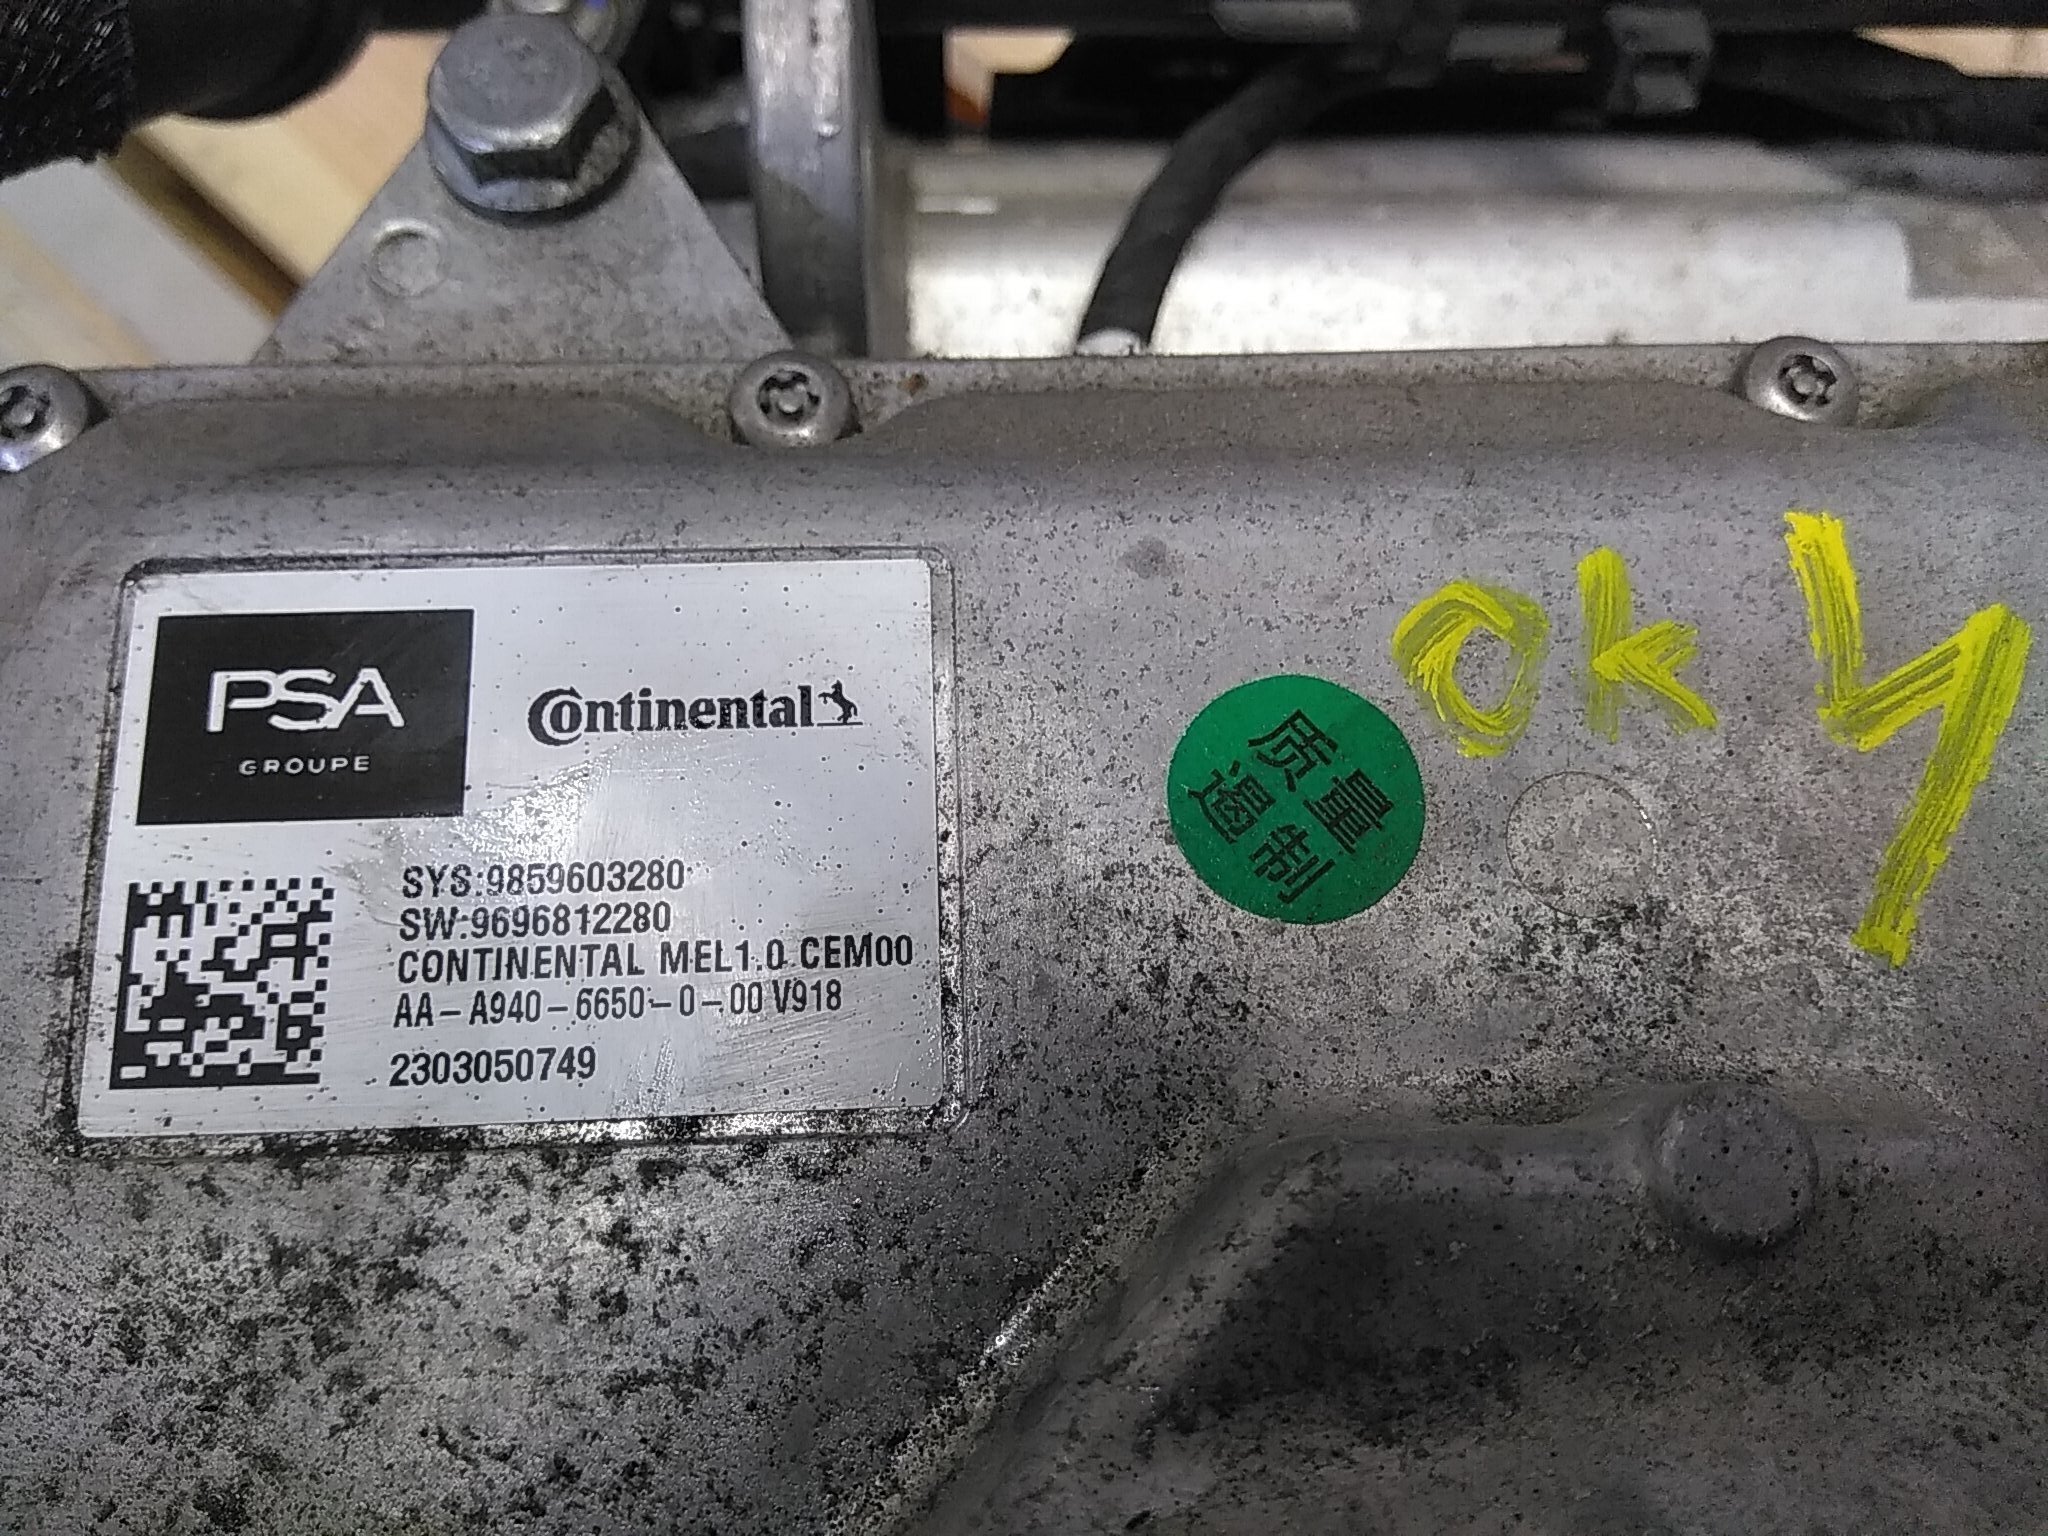 PSA
GROUPE
Continental
SYS:9859603280
SW:9696812280
CONTINENTAL MEL1.0 CEM00
AA-A940-6650-0-00 V918
2303050749
质量
遏制
OK